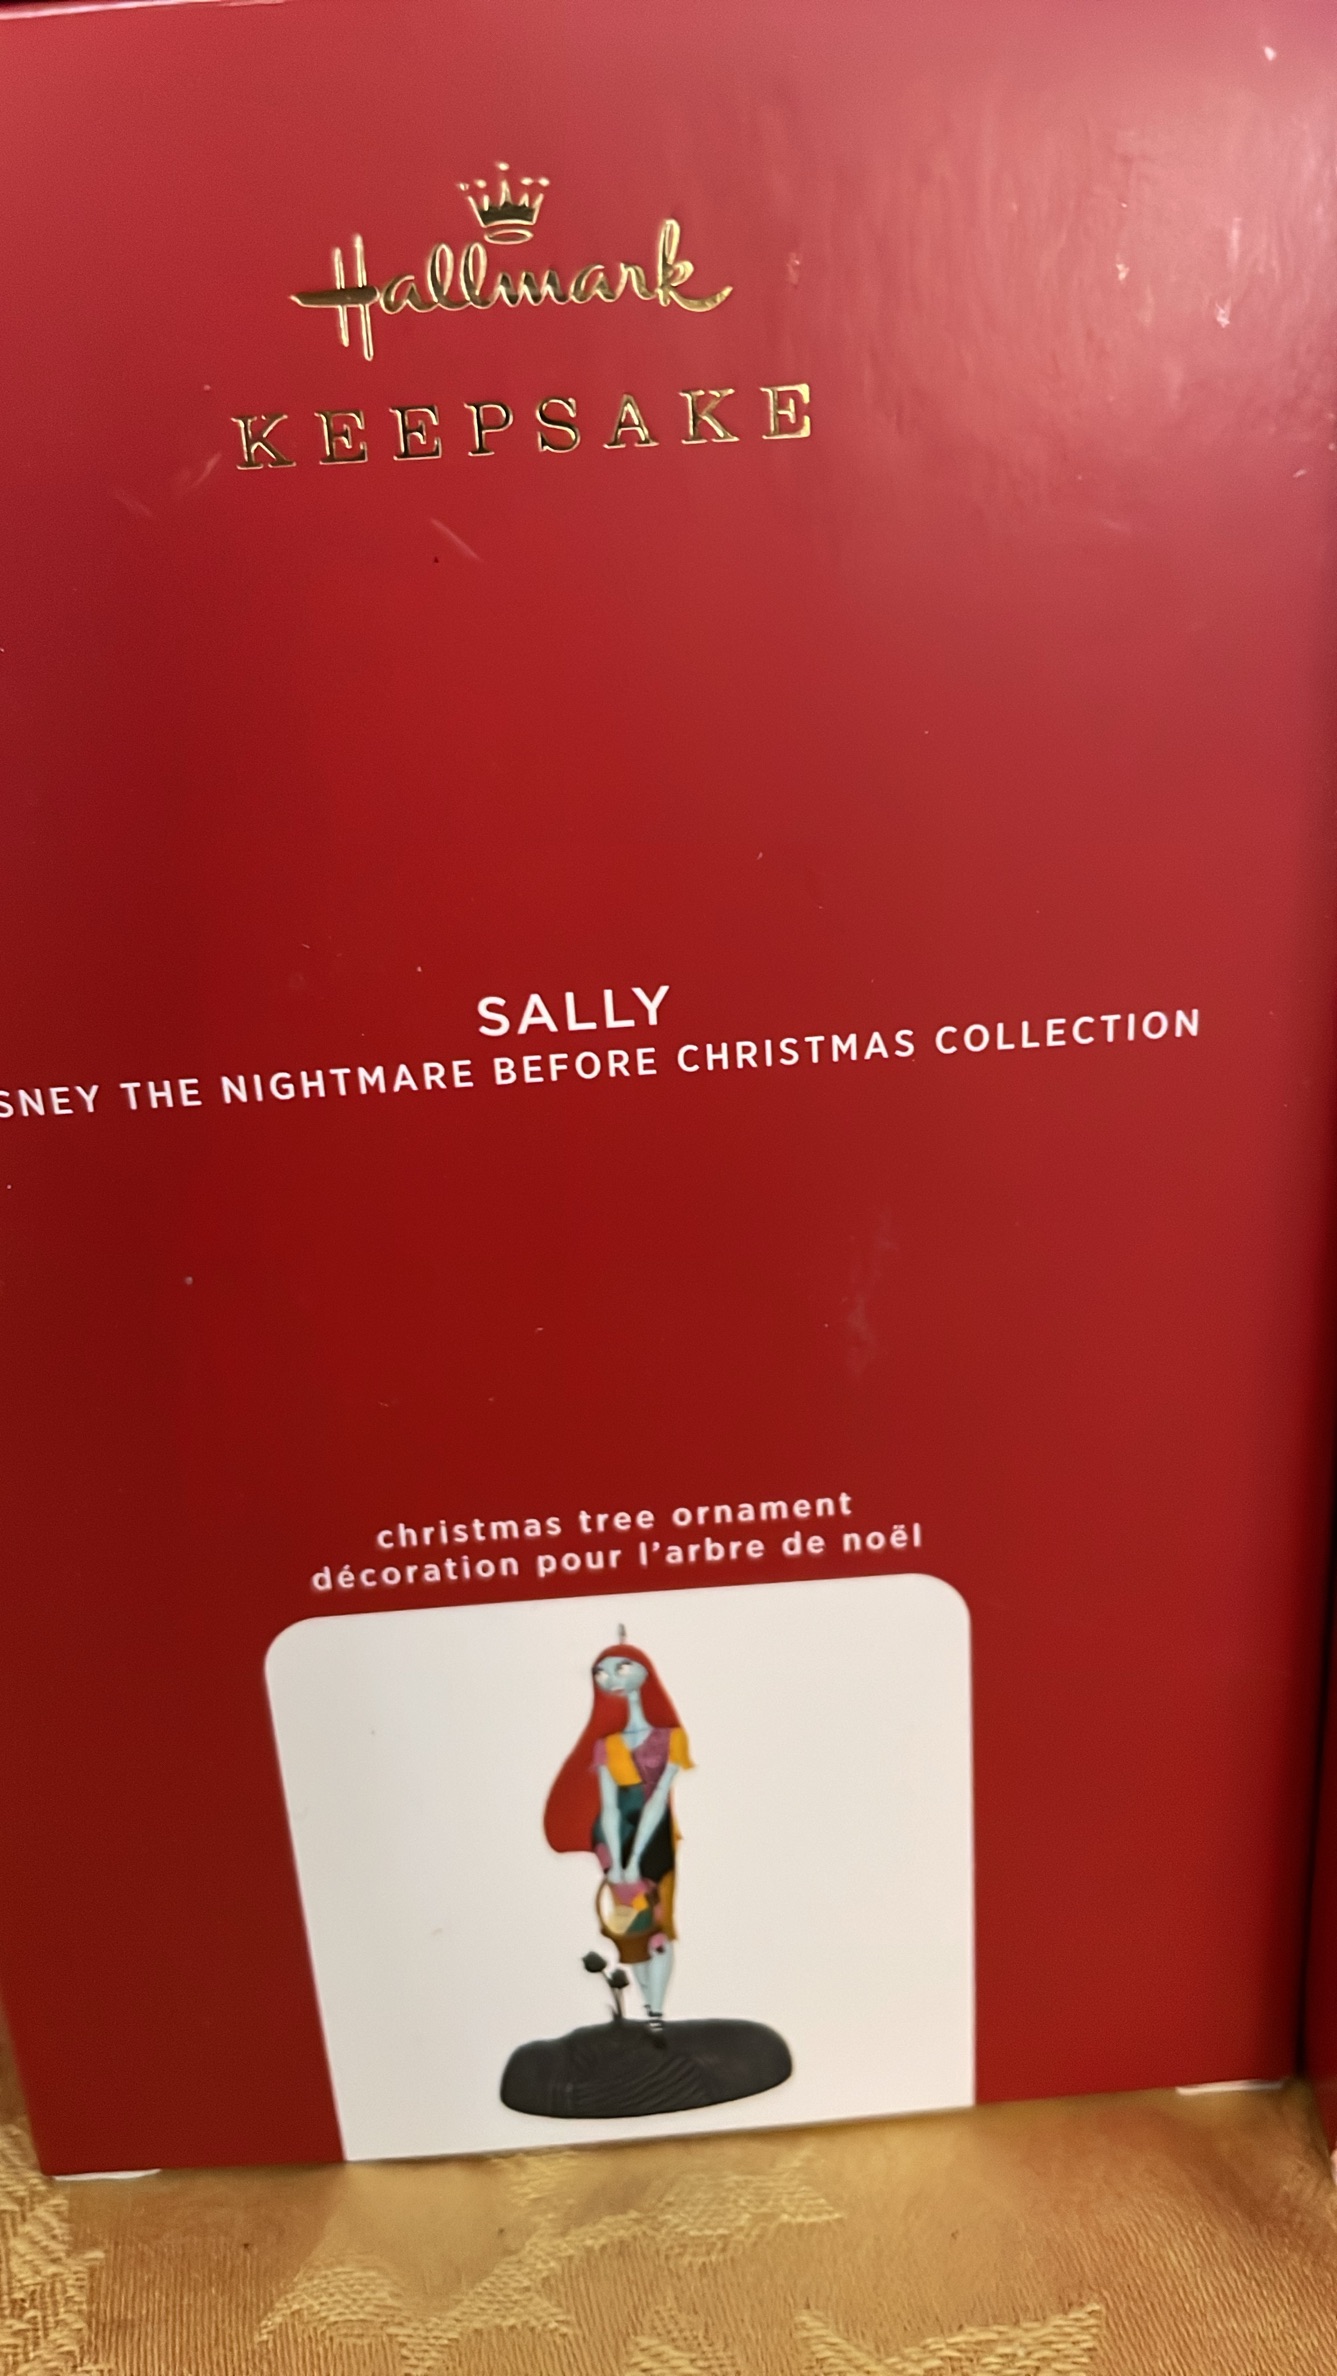 Hallmark
KEEPSAKE
SALLY
SNEY THE NIGHTMARE BEFORE CHRISTMAS COLLECTION
christmas tree ornament
décoration pour l'arbre de noël